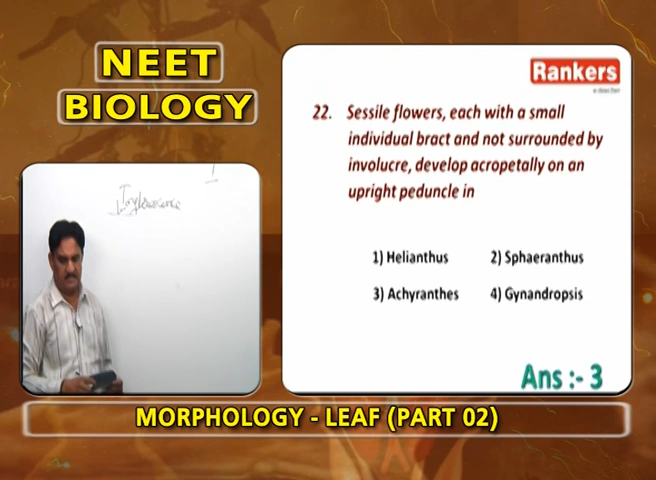 NEET
BIOLOGY
Rankers
22. Sessile flowers, each with a small
individual bract and not surrounded by
involucre, develop acropetally on an
upright peduncle in
1) Helianthus 2) Sphaeranthus
3) Achyranthes 4) Gynandropsis
Ans :- 3
MORPHOLOGY - LEAF (PART 02)